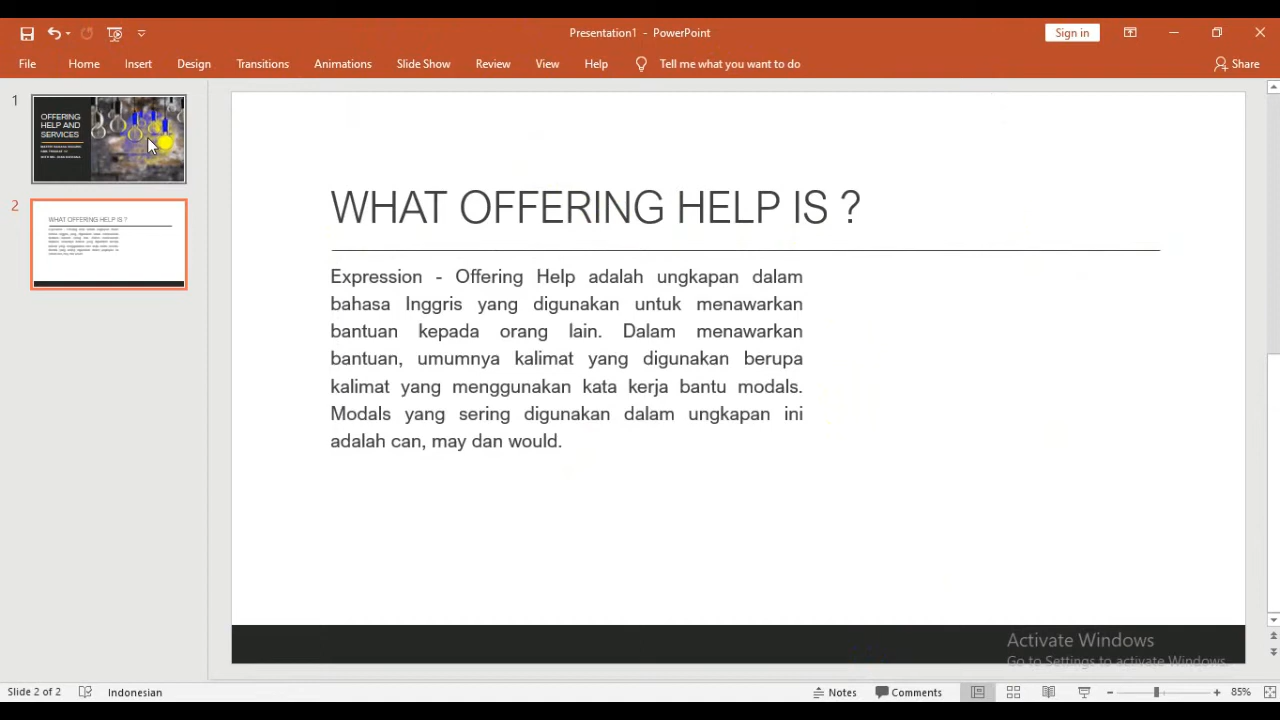 Presentation1 - PowerPoint
Sign in
File Home Insert Design Transitions Animations Slide Show Review View Help Tell me what you want to do Share
1
OFFERING
HELP AND
SERVICES
2
WHAT OFFERING HELP IS ?
WHAT OFFERING HELP IS ?
Expression - Offering Help adalah ungkapan dalam
bahasa Inggris yang digunakan untuk menawarkan
bantuan kepada orang lain. Dalam menawarkan
bantuan, umumnya kalimat yang digunakan berupa
kalimat yang menggunakan kata kerja bantu modals.
Modals yang sering digunakan dalam ungkapan ini
adalah can, may dan would.
Activate Windows
Go to Settings to activate Windows.
Slide 2 of 2 Indonesian Notes Comments 85%